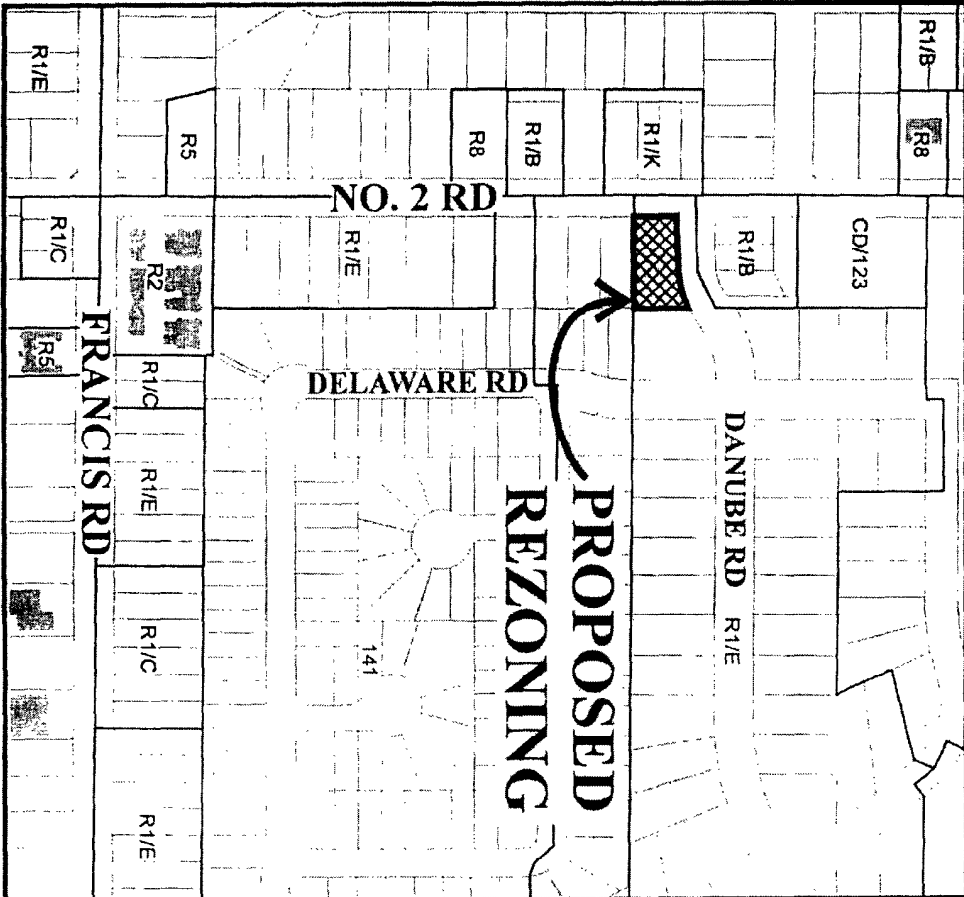 R1/E
R5
R8
R1/B
R1/K
R1/B
R8
NO. 2 RD
R1/C
R2
R1/E
R1/B
CD/123
R5
FRANCIS RD
R1/C
DELAWARE RD
R1/E
DANUBE RD
R1/E
PROPOSED
REZONING
R1/C
141
R1/E